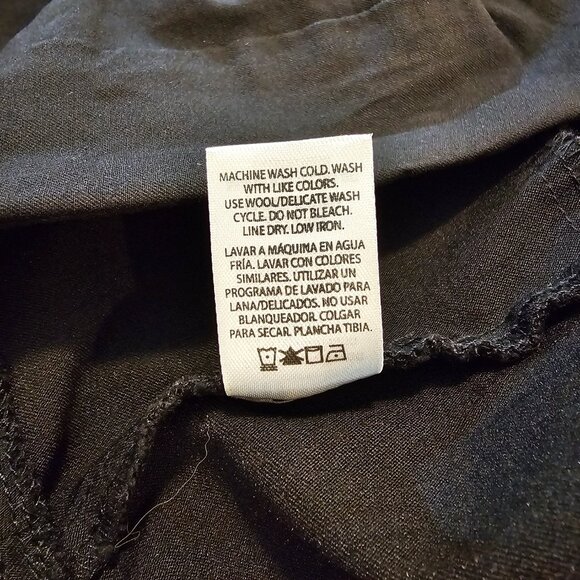 MACHINE WASH COLD. WASH
WITH LIKE COLORS.
USE WOOL/DELICATE WASH
CYCLE. DO NOT BLEACH.
LINE DRY. LOW IRON.
LAVAR A MÁQUINA EN AGUA
FRÍA. LAVAR CON COLORES
SIMILARES. UTILIZAR UN
PROGRAMA DE LAVADO PARA
LANA/DELICADOS. NO USAR
BLANQUEADOR. COLGAR
PARA SECAR. PLANCHA TIBIA.